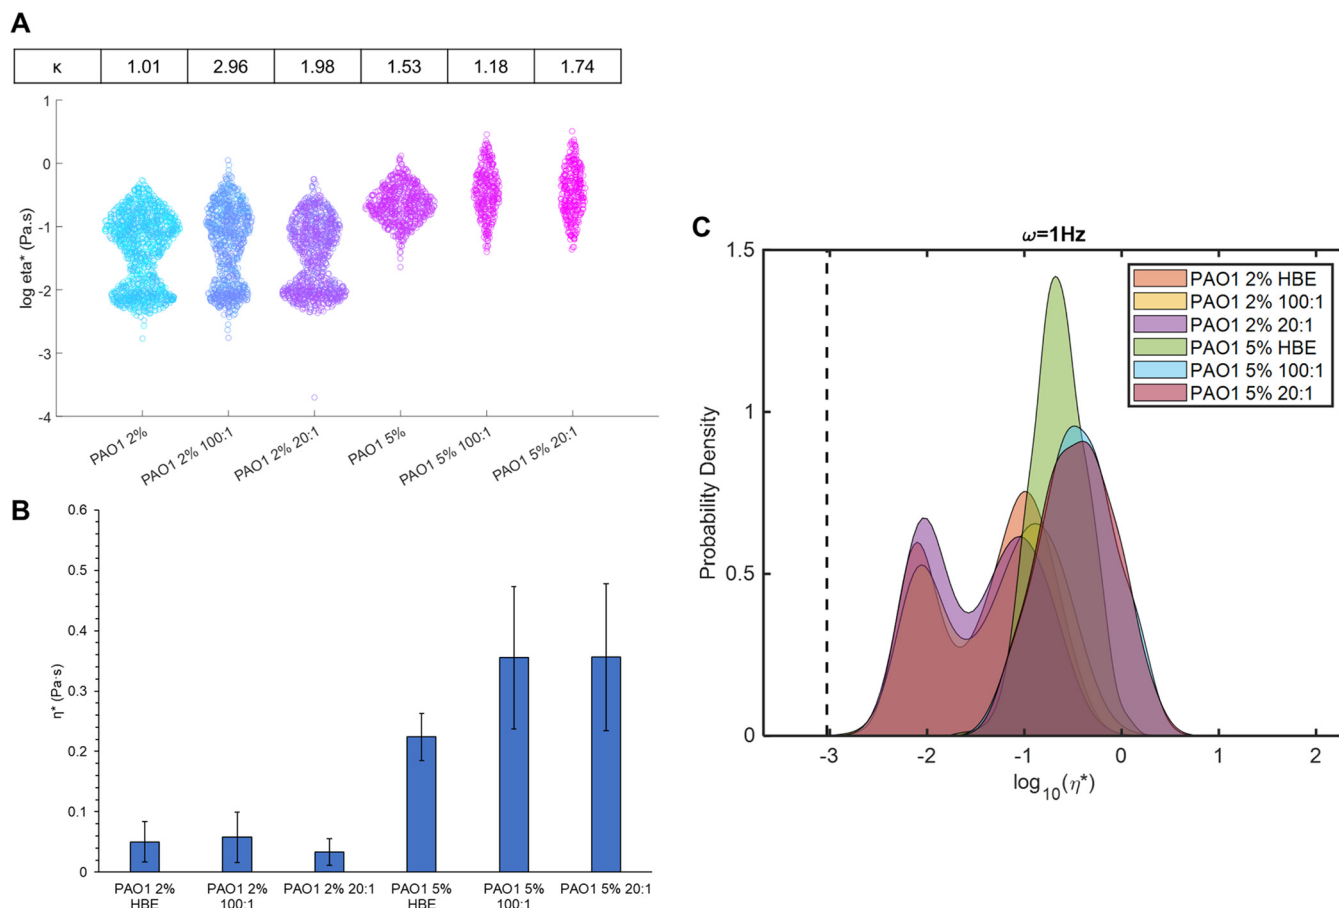 A
κ 1.01 2.96 1.98 1.53 1.18 1.74
log eta* (Pa.s)
1
0
-1
-2
-3
-4
PAO1 2%
PAO1 2% 100:1
PAO1 2% 20:1
PAO1 5%
PAO1 5% 100:1
PAO1 5% 20:1
B
η* (Pa·s)
0.6
0.5
0.4
0.3
0.2
0.1
0
PAO1 2%
HBE
PAO1 2%
100:1
PAO1 2% 20:1
PAO1 5%
HBE
PAO1 5%
100:1
PAO1 5% 20:1
C
ω=1Hz
Probability Density
1.5
1
0.5
0
-3 -2 -1 0 1 2
log10(η*)
PAO1 2% HBE
PAO1 2% 100:1
PAO1 2% 20:1
PAO1 5% HBE
PAO1 5% 100:1
PAO1 5% 20:1